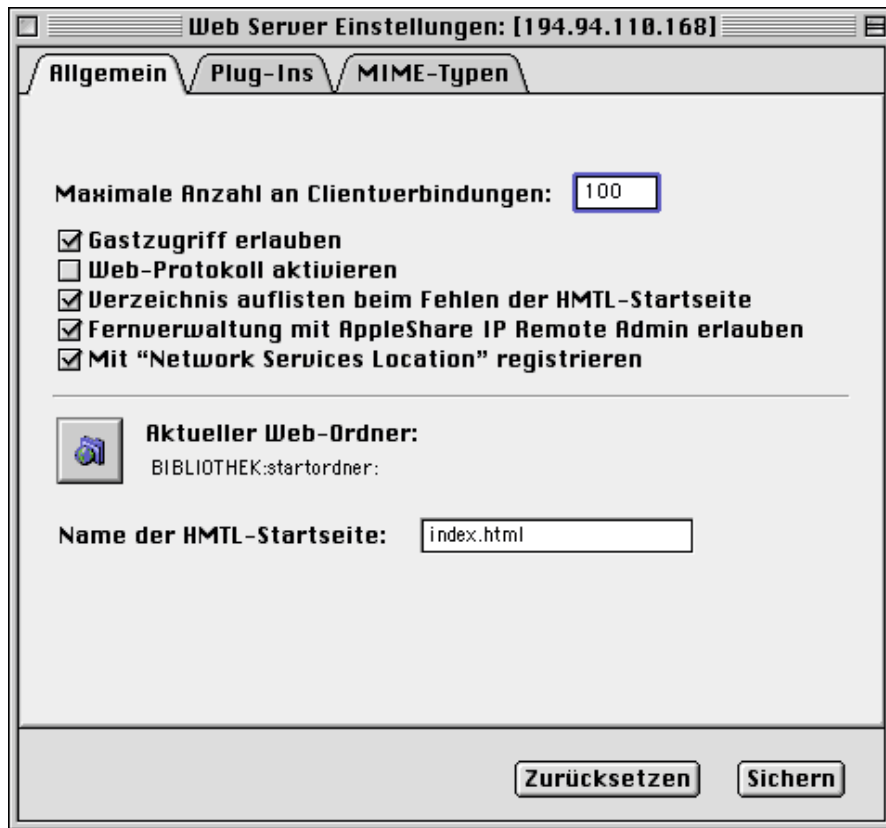 Web Server Einstellungen: [194.94.110.168]
Allgemein Plug-Ins MIME-Typen
Maximale Anzahl an Clientverbindungen: 100
Gastzugriff erlauben
Web-Protokoll aktivieren
Verzeichnis auflisten beim Fehlen der HMTL-Startseite
Fernverwaltung mit AppleShare IP Remote Admin erlauben
Mit “Network Services Location” registrieren
Aktueller Web-Ordner:
BIBLIOTHEK:startordner:
Name der HMTL-Startseite: index.html
Zurücksetzen Sichern